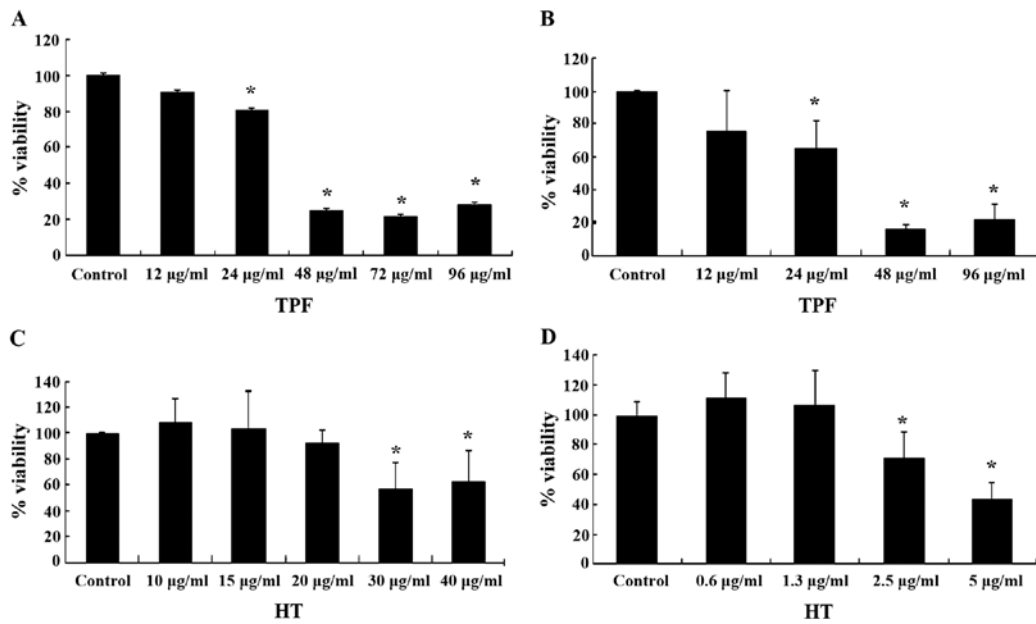 A
% viability
120
100
80
60
40
20
0
*
*
*
*
Control 12 µg/ml 24 µg/ml 48 µg/ml 72 µg/ml 96 µg/ml
TPF
B
% viability
120
100
80
60
40
20
0
*
*
*
Control 12 µg/ml 24 µg/ml 48 µg/ml 96 µg/ml
TPF
C
% viability
140
120
100
80
60
40
20
0
*
*
Control 10 µg/ml 15 µg/ml 20 µg/ml 30 µg/ml 40 µg/ml
HT
D
% viability
140
120
100
80
60
40
20
0
*
*
Control 0.6 µg/ml 1.3 µg/ml 2.5 µg/ml 5 µg/ml
HT